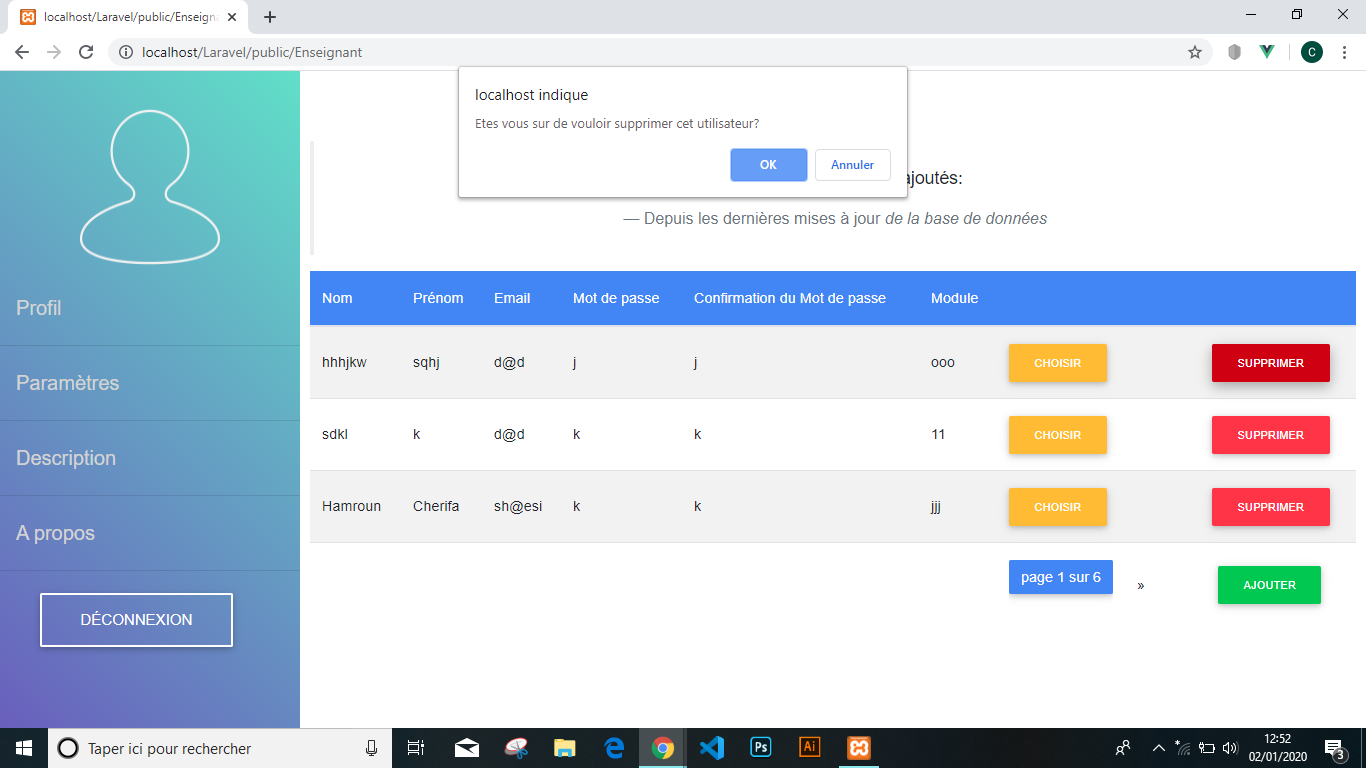 localhost/Laravel/public/Enseigna
localhost/Laravel/public/Enseignant
C
localhost indique
Etes vous sur de vouloir supprimer cet utilisateur?
OK
Annuler
ajoutés:
— Depuis les dernières mises à jour de la base de données
Profil
Paramètres
Description
A propos
DÉCONNEXION
Nom Prénom Email Mot de passe Confirmation du Mot de passe Module
hhhjkw sqhj d@d j j ooo CHOISIR SUPPRIMER
sdkl k d@d k k 11 CHOISIR SUPPRIMER
Hamroun Cherifa sh@esi k k jjj CHOISIR SUPPRIMER
page 1 sur 6 » AJOUTER
Taper ici pour rechercher
Ps
Ai
12:52
02/01/2020
3